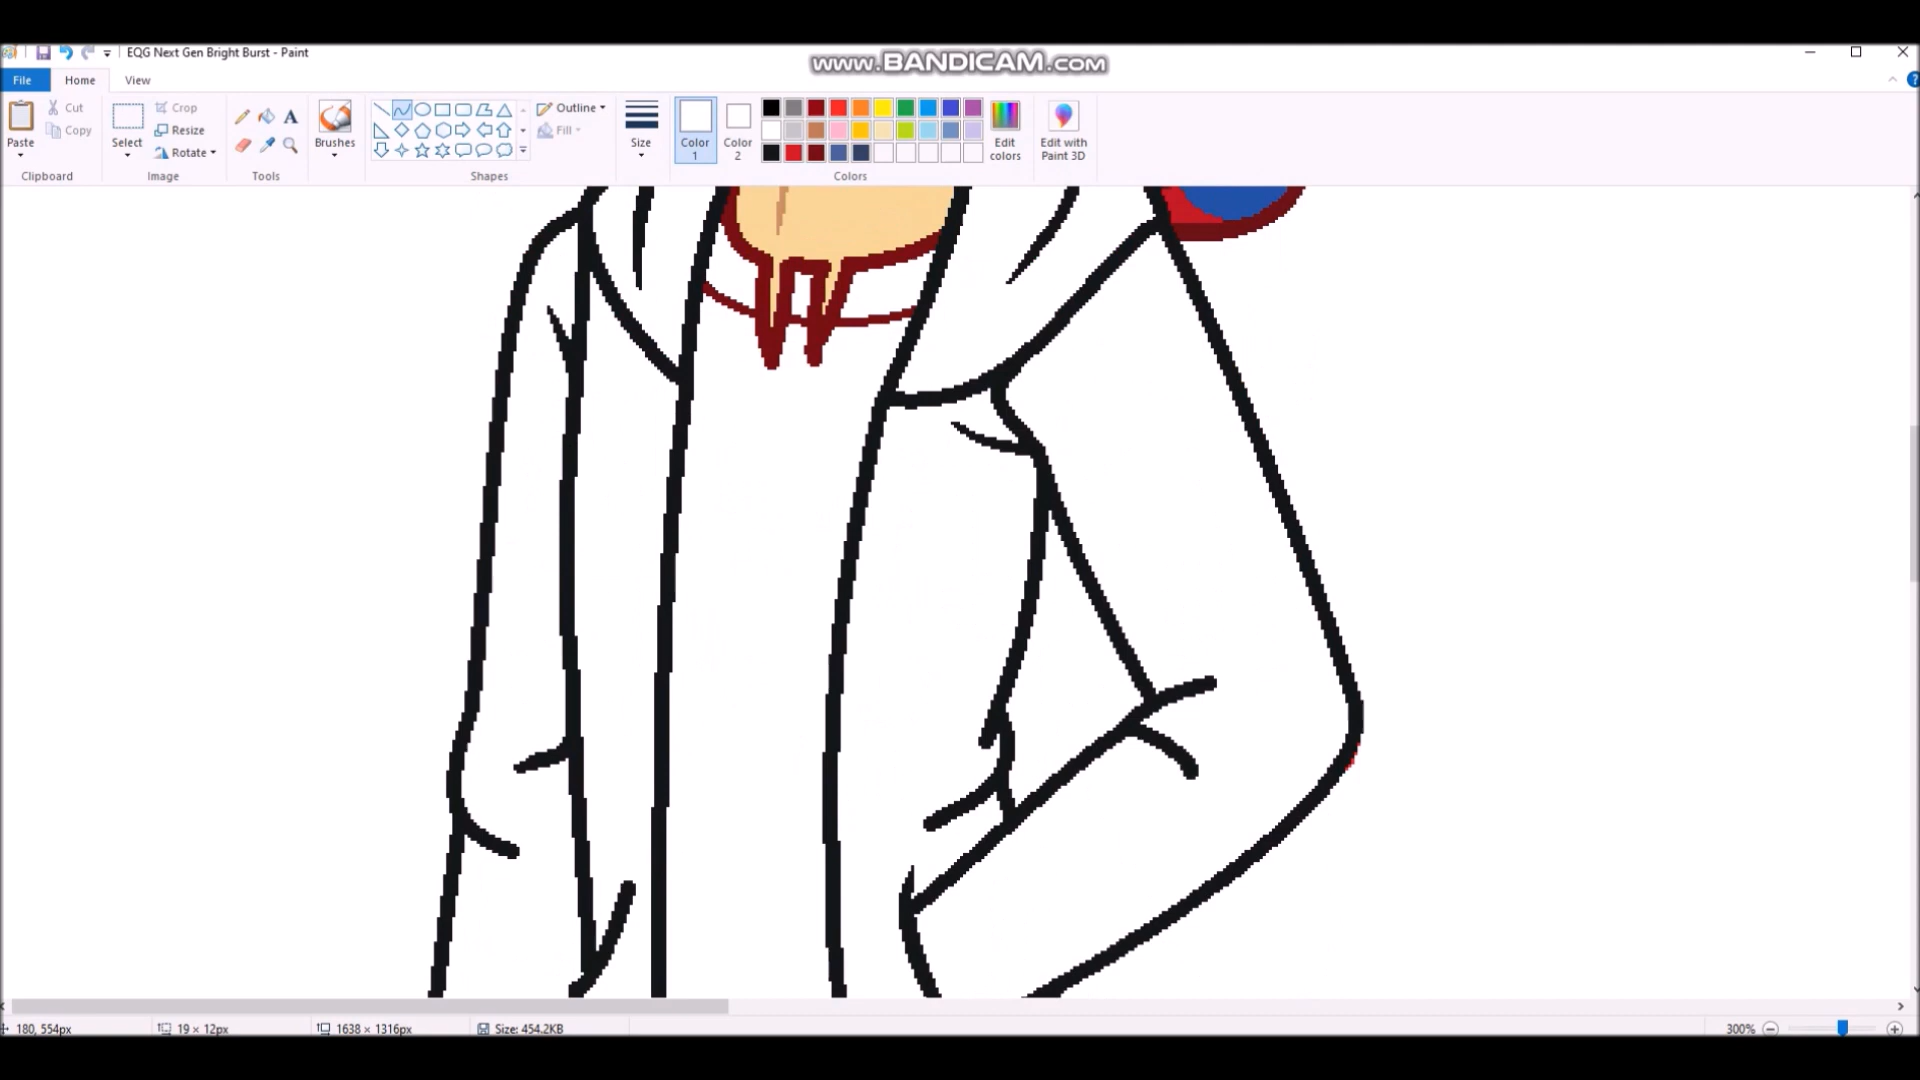 EQG Next Gen Bright Burst - Paint
www.BANDICAM.com
File Home View
Paste
Cut
Copy
Clipboard
Select
Crop
Resize
Rotate
Image
A
Tools
Brushes
Outline
Fill
Shapes
Size
Color 1
Color 2
Edit colors
Edit with Paint 3D
Colors
180, 554px 19 × 12px 1638 × 1316px Size: 454.2KB 300%